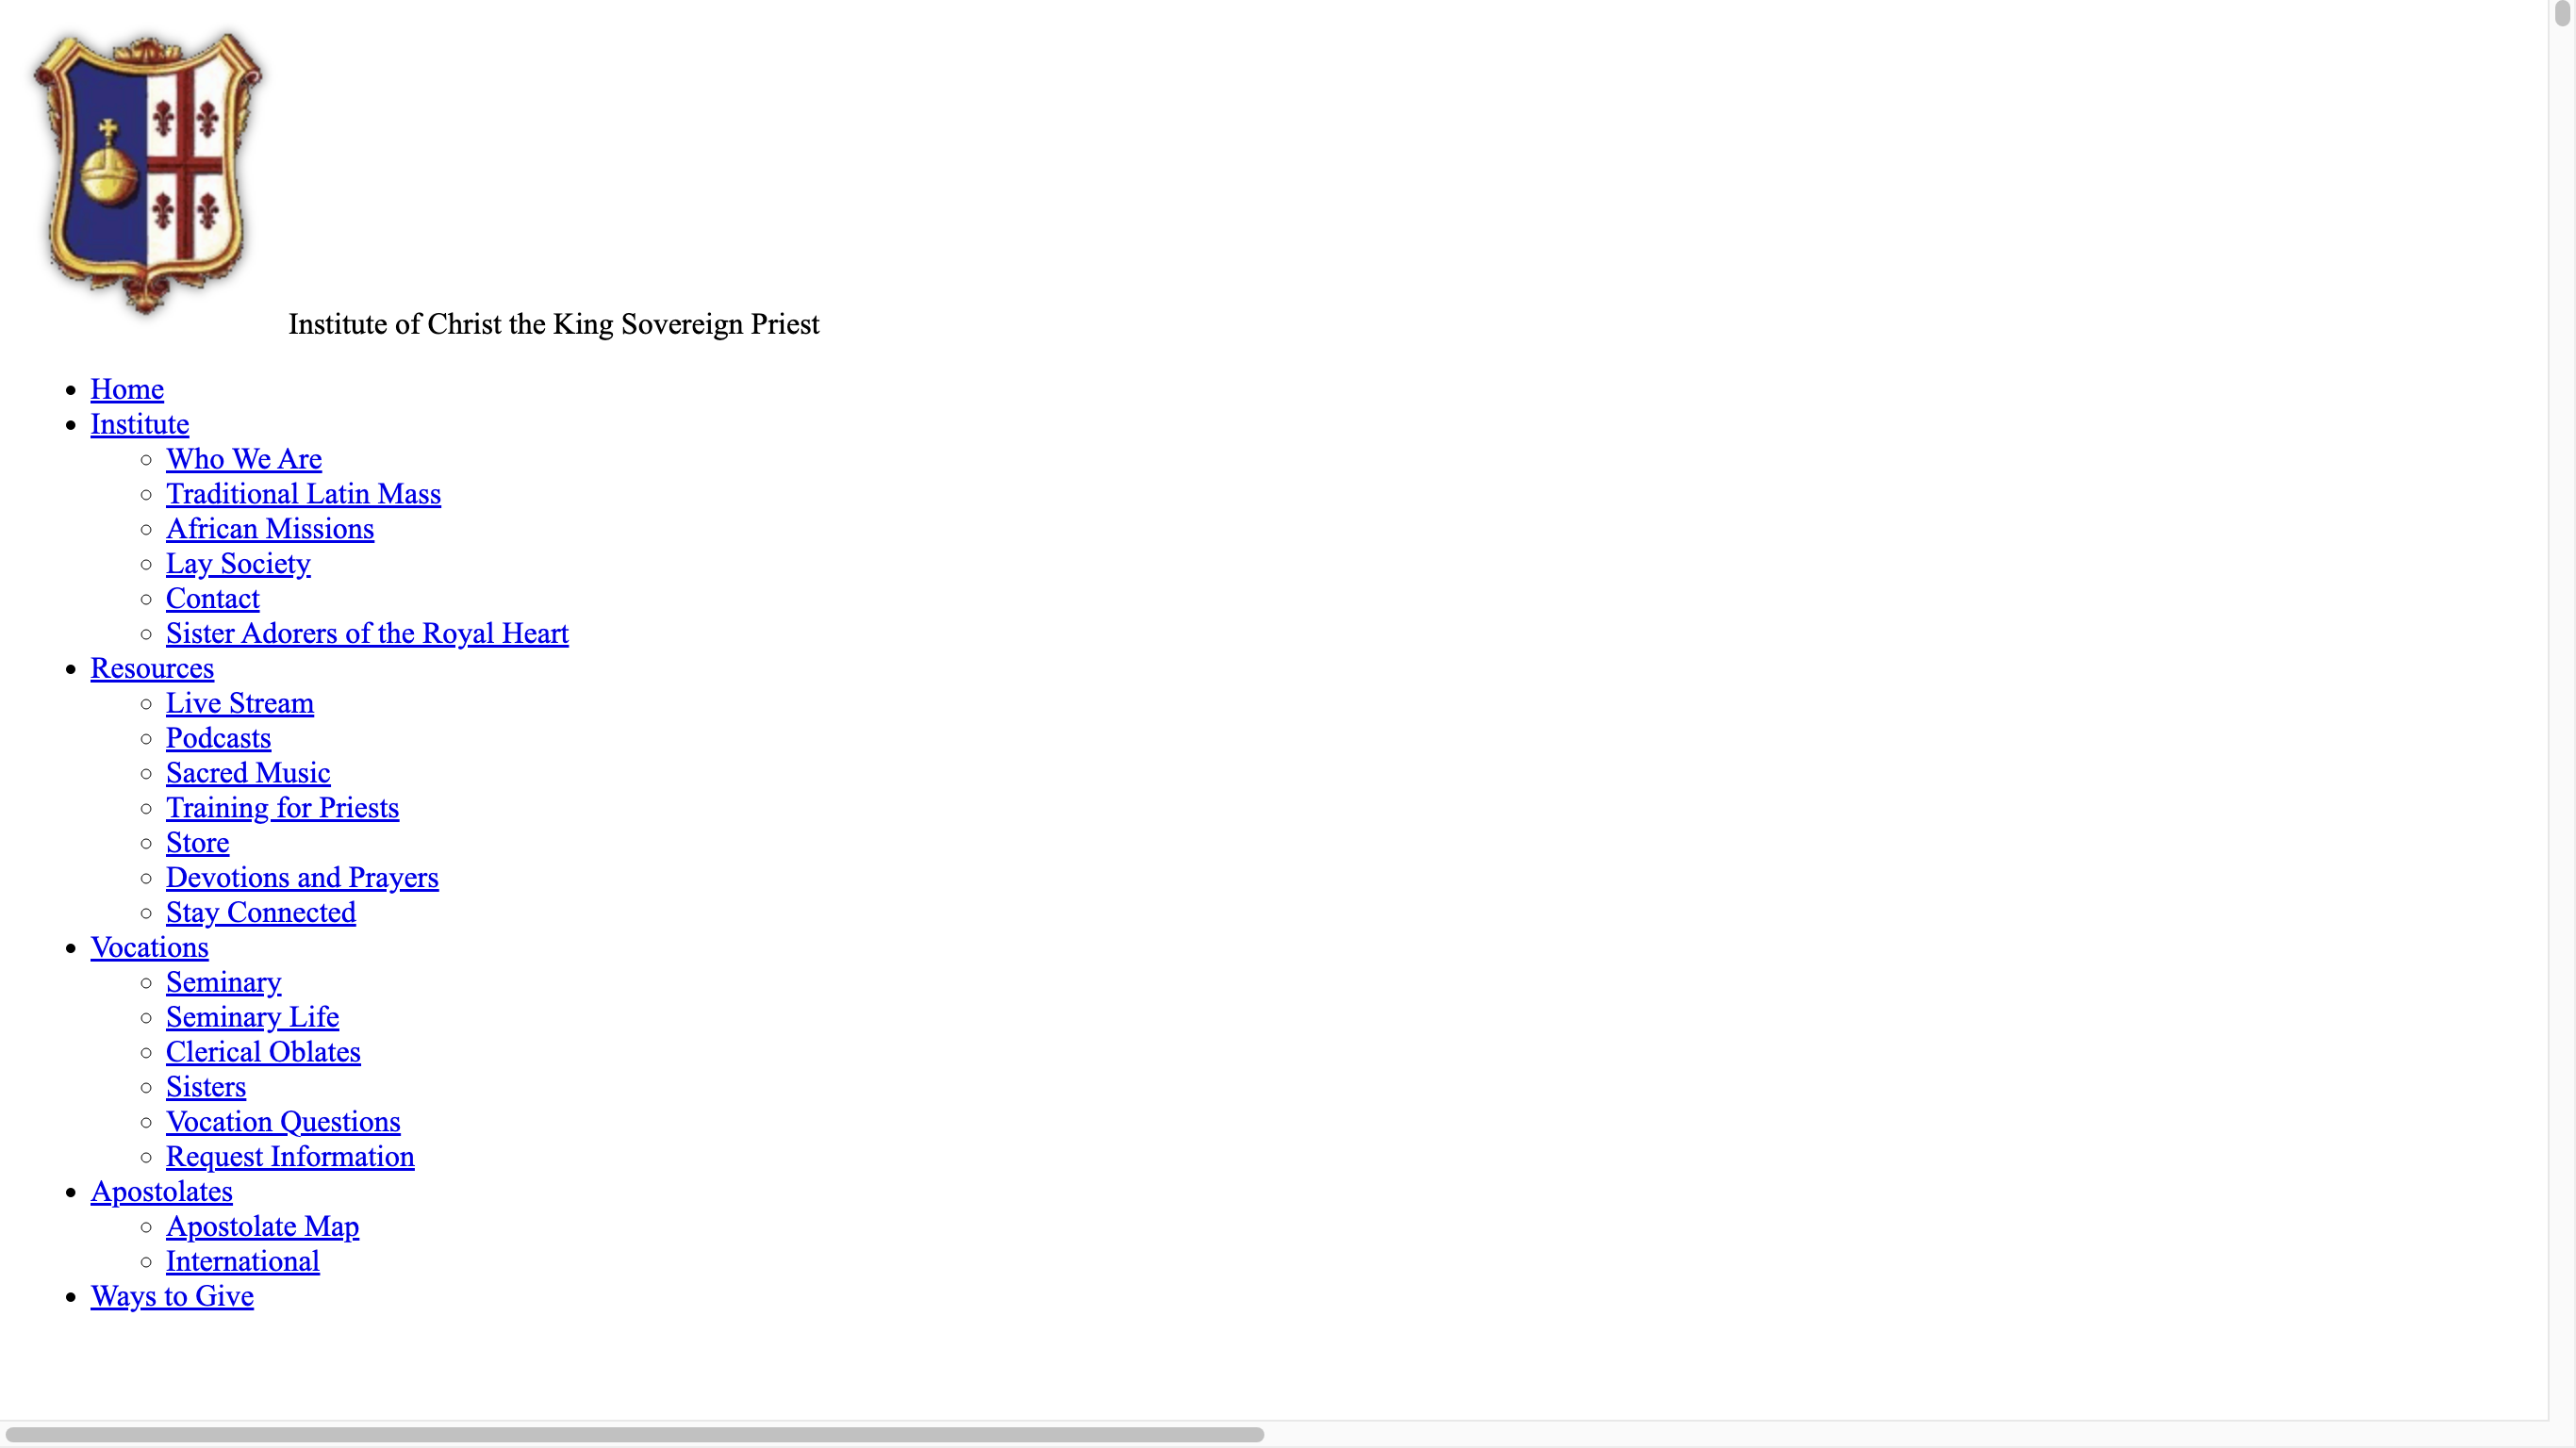 Institute of Christ the King Sovereign Priest
Home
Institute
Who We Are
Traditional Latin Mass
African Missions
Lay Society
Contact
Sister Adorers of the Royal Heart
Resources
Live Stream
Podcasts
Sacred Music
Training for Priests
Store
Devotions and Prayers
Stay Connected
Vocations
Seminary
Seminary Life
Clerical Oblates
Sisters
Vocation Questions
Request Information
Apostolates
Apostolate Map
International
Ways to Give